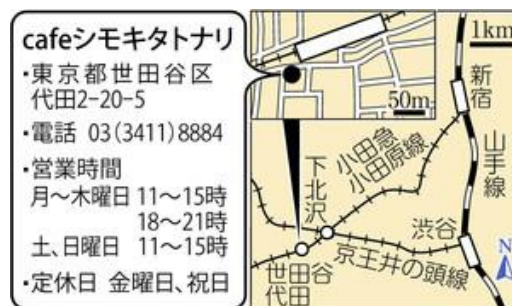 cafeシモキタトナリ
・東京都世田谷区
代田2-20-5
・電話 03(3411)8884
・営業時間
月〜木曜日 11〜15時
18〜21時
土、日曜日 11〜15時
・定休日 金曜日、祝日
50m
1km
新宿
山手線
小田急
小田原線
下北沢
渋谷
京王井の頭線
世田谷
代田
N